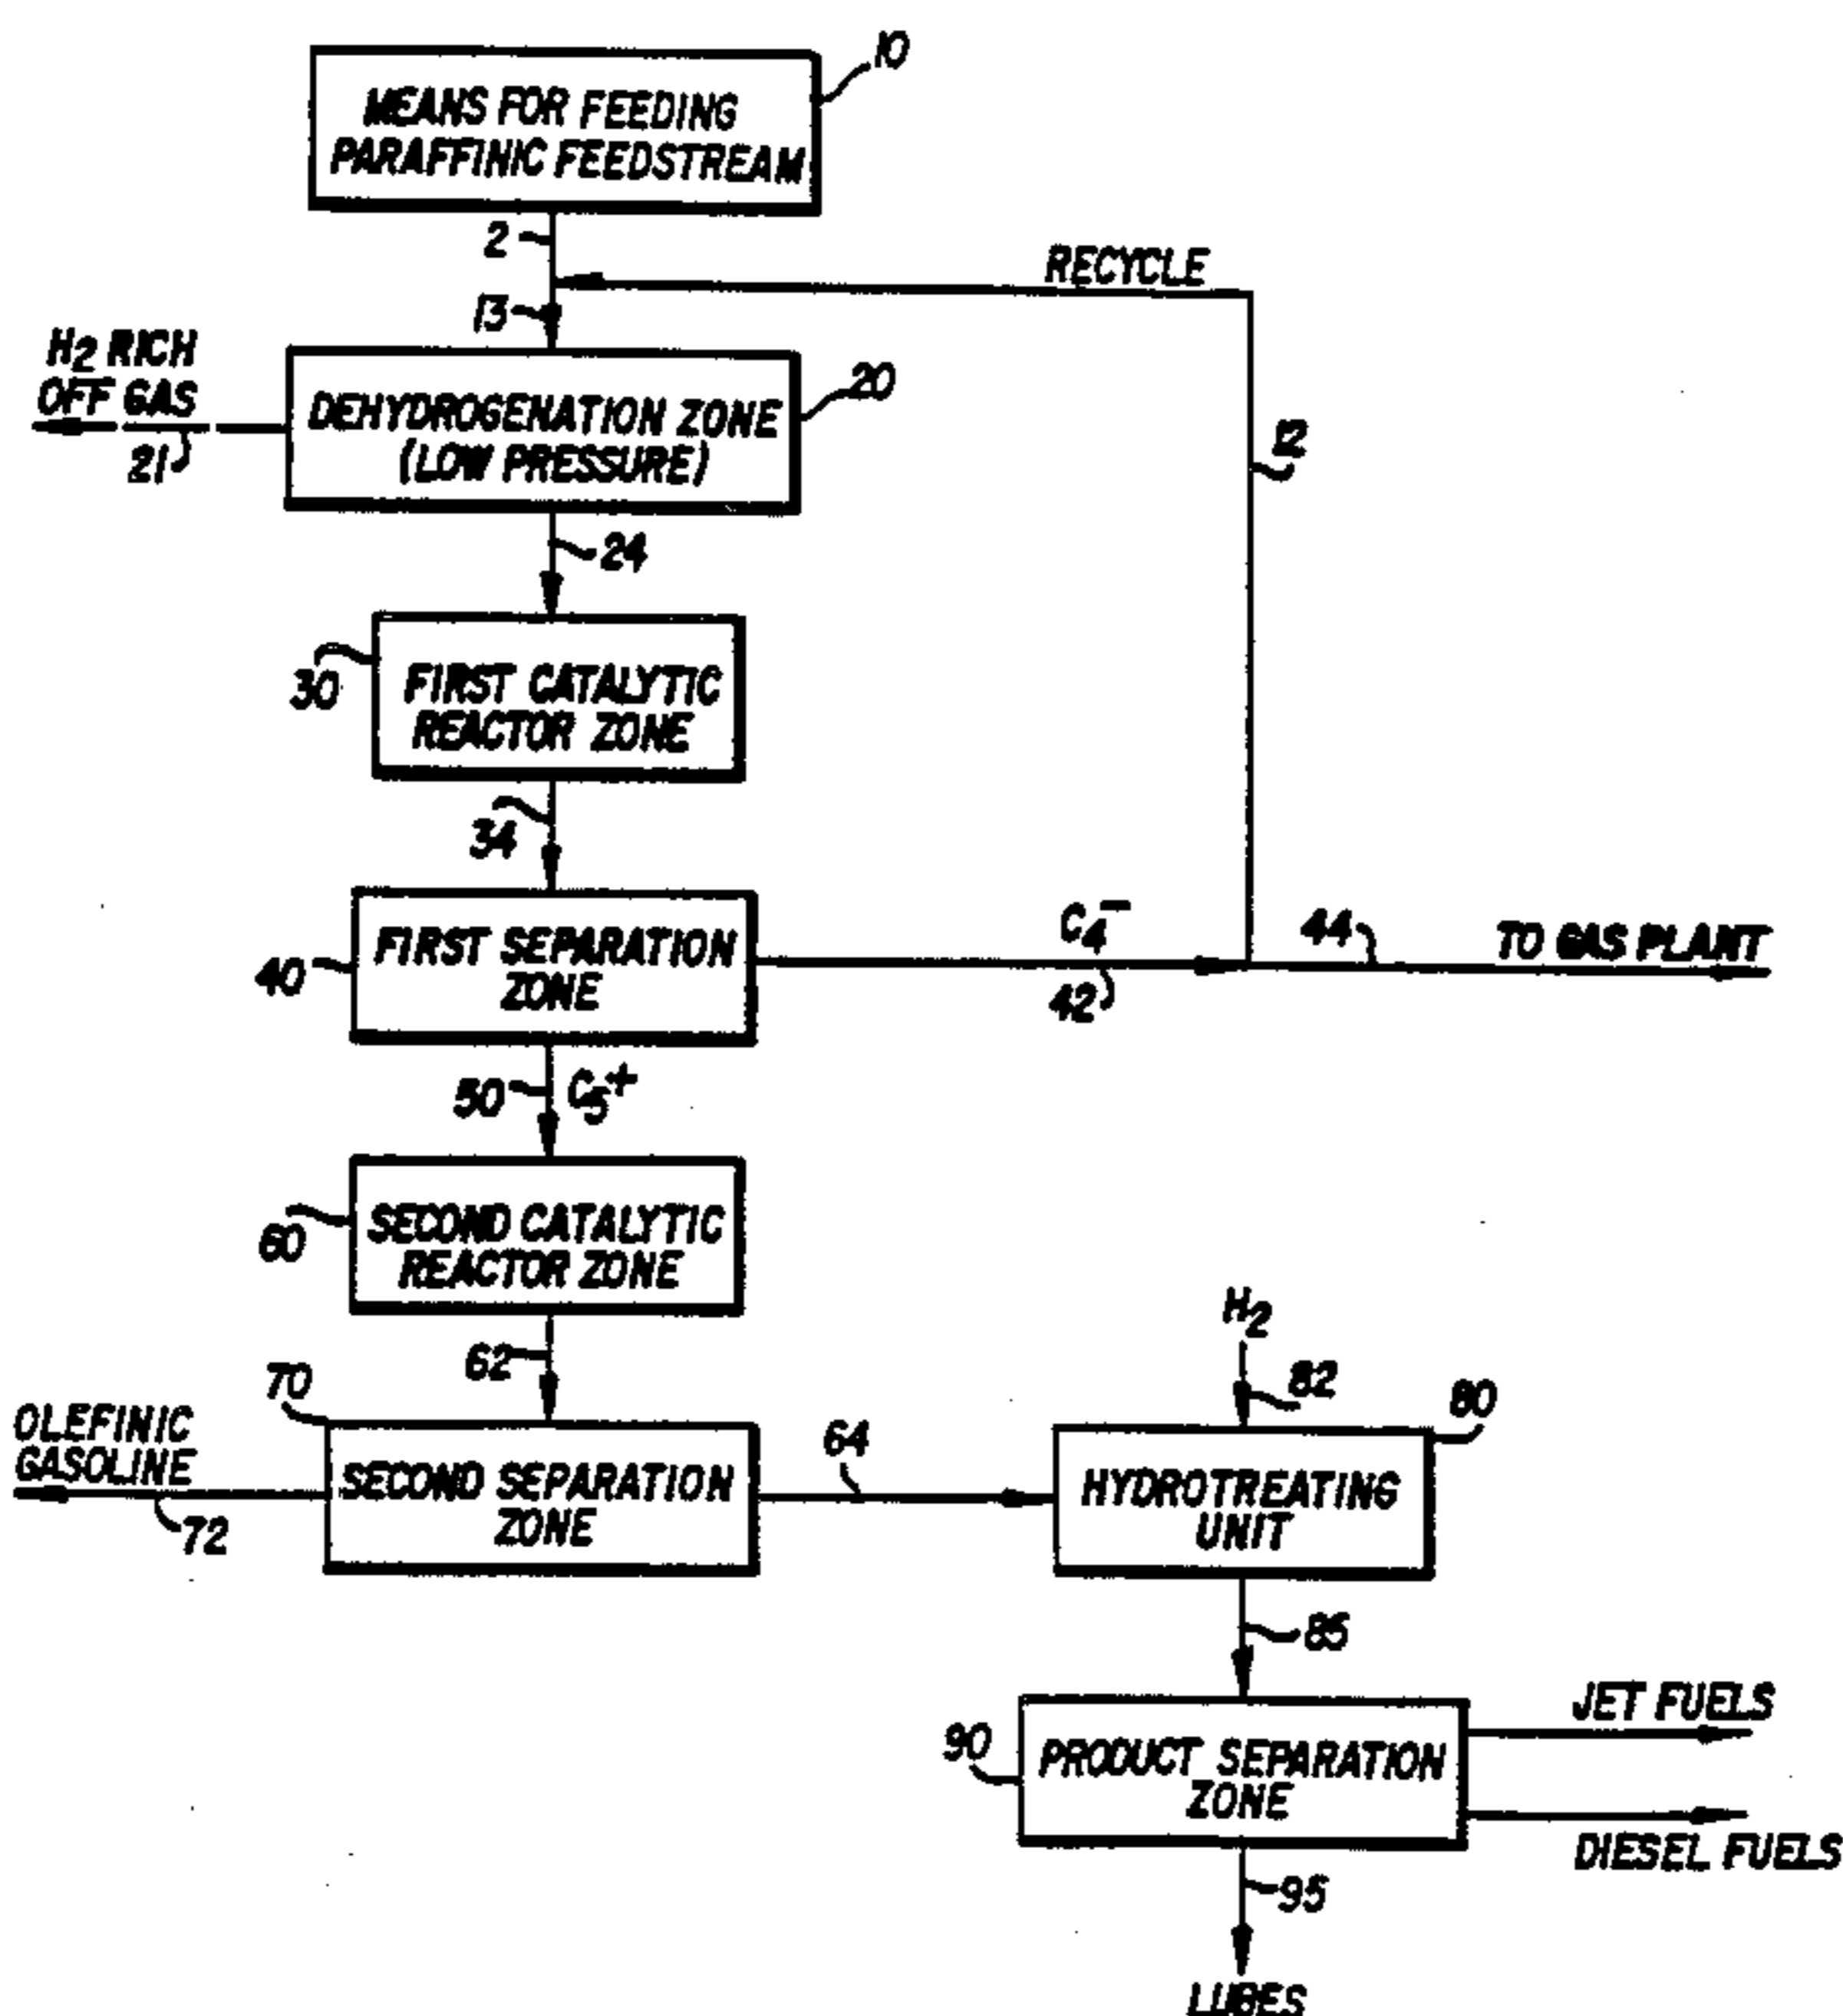 10
MEANS FOR FEEDING
PARAFFINIC FEEDSTREAM
2
RECYCLE
13
H2 RICH
OFF GAS
21
DEHYDROGENATION ZONE
(LOW PRESSURE)
20
12
24
30
FIRST CATALYTIC
REACTOR ZONE
34
40
FIRST SEPARATION
ZONE
C4-
42
44
TO GAS PLANT
50
C5+
60
SECOND CATALYTIC
REACTOR ZONE
62
H2
82
70
OLEFINIC
GASOLINE
72
SECOND SEPARATION
ZONE
64
80
HYDROTREATING
UNIT
85
90
PRODUCT SEPARATION
ZONE
JET FUELS
DIESEL FUELS
95
LUBES